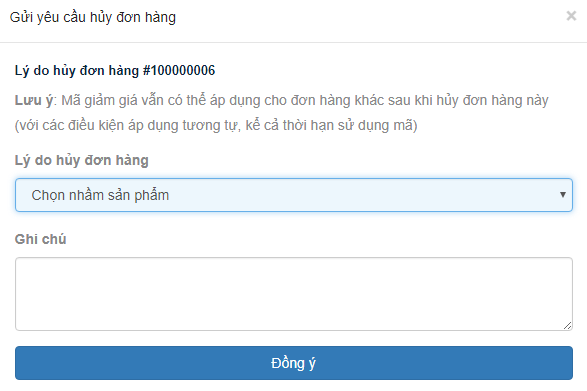 Gửi yêu cầu hủy đơn hàng
×
Lý do hủy đơn hàng #100000006
Lưu ý: Mã giảm giá vẫn có thể áp dụng cho đơn hàng khác sau khi hủy đơn hàng này
(với các điều kiện áp dụng tương tự, kể cả thời hạn sử dụng mã)
Lý do hủy đơn hàng
Chọn nhầm sản phẩm
Ghi chú
Đồng ý